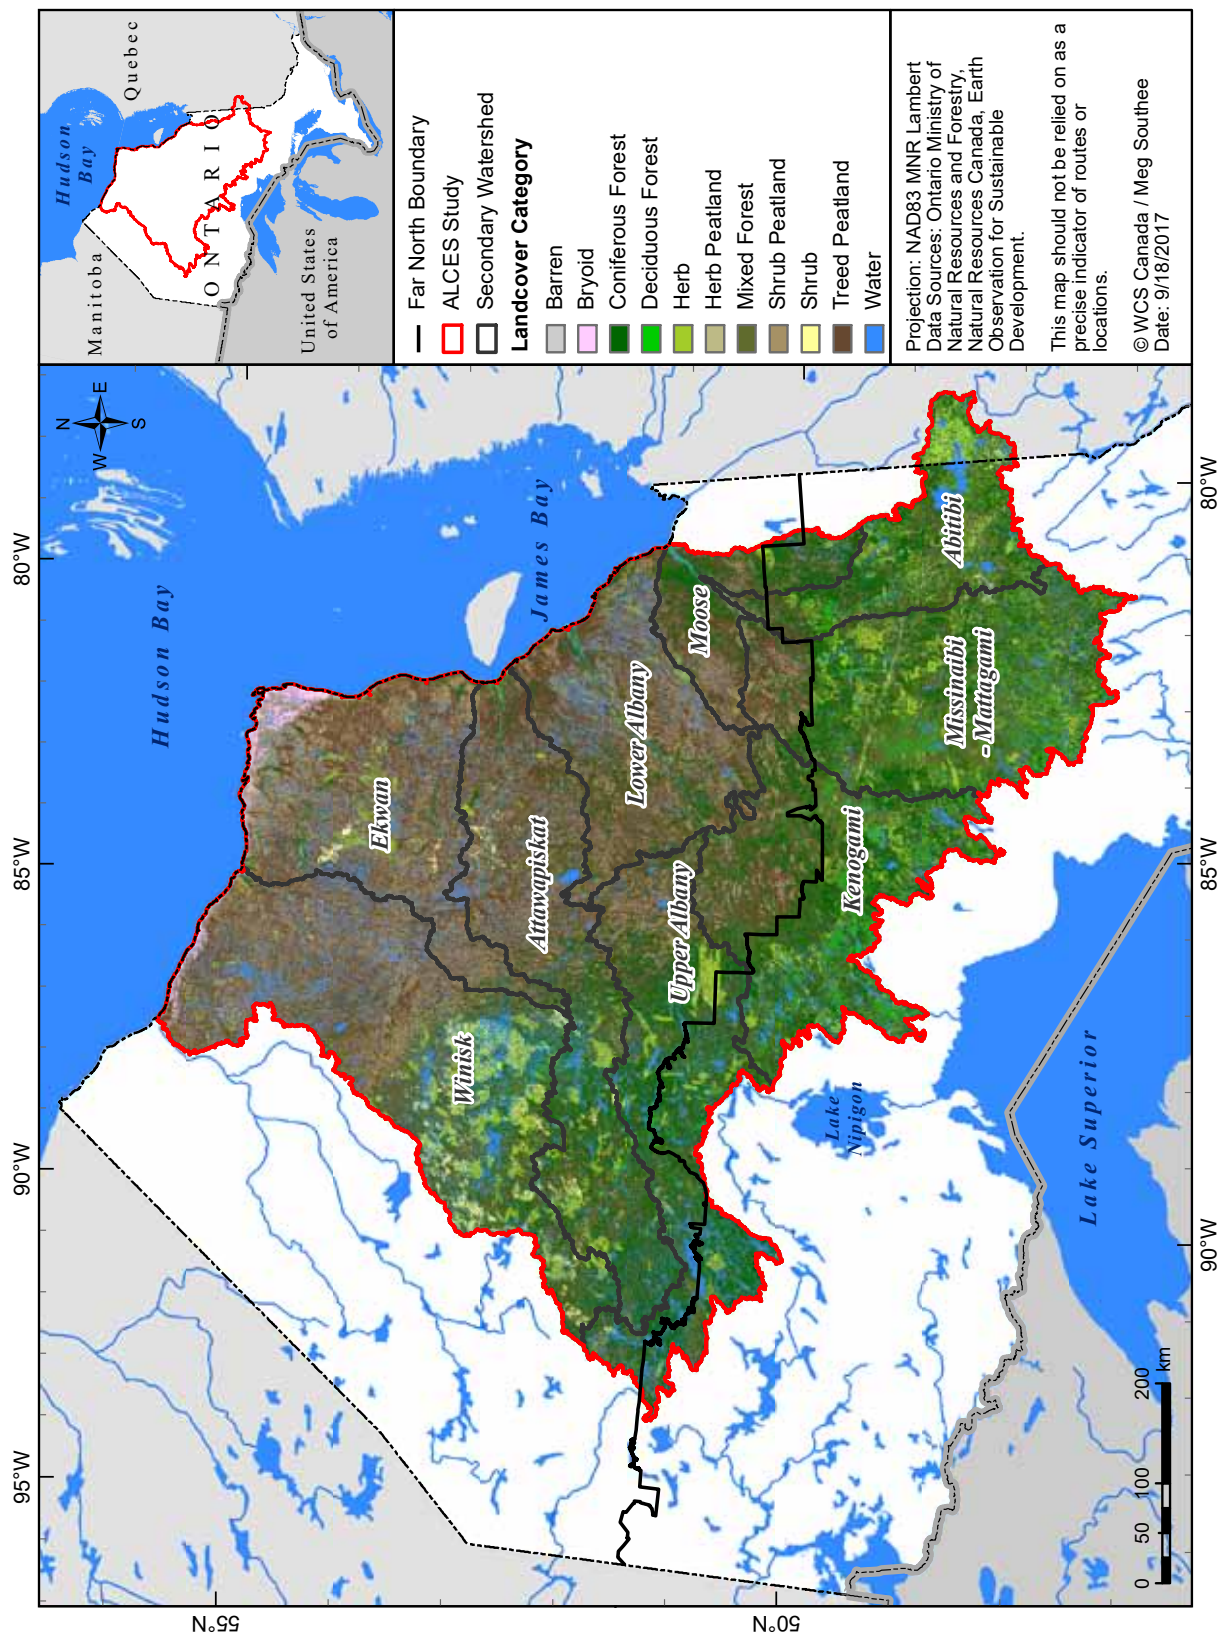 95°W
90°W
85°W
80°W
55°N
50°N
90°W
85°W
80°W
N
W
E
S
Hudson Bay
James Bay
Ekwan
Winisk
Attawapiskat
Lower Albany
Moose
Upper Albany
Kenogami
Missinaibi
- Mattagami
Abitibi
Lake
Nipigon
Lake Superior
0
50
100
200
km
Manitoba
Hudson
Bay
Quebec
ONTARIO
United States
of America
Far North Boundary
ALCES Study
Secondary Watershed
Landcover Category
Barren
Bryoid
Coniferous Forest
Deciduous Forest
Herb
Herb Peatland
Mixed Forest
Shrub Peatland
Shrub
Treed Peatland
Water
Projection: NAD83 MNR Lambert
Data Sources: Ontario Ministry of
Natural Resources and Forestry,
Natural Resources Canada, Earth
Observation for Sustainable
Development.
This map should not be relied on as a
precise indicator of routes or
locations.
© WCS Canada / Meg Southee
Date: 9/18/2017